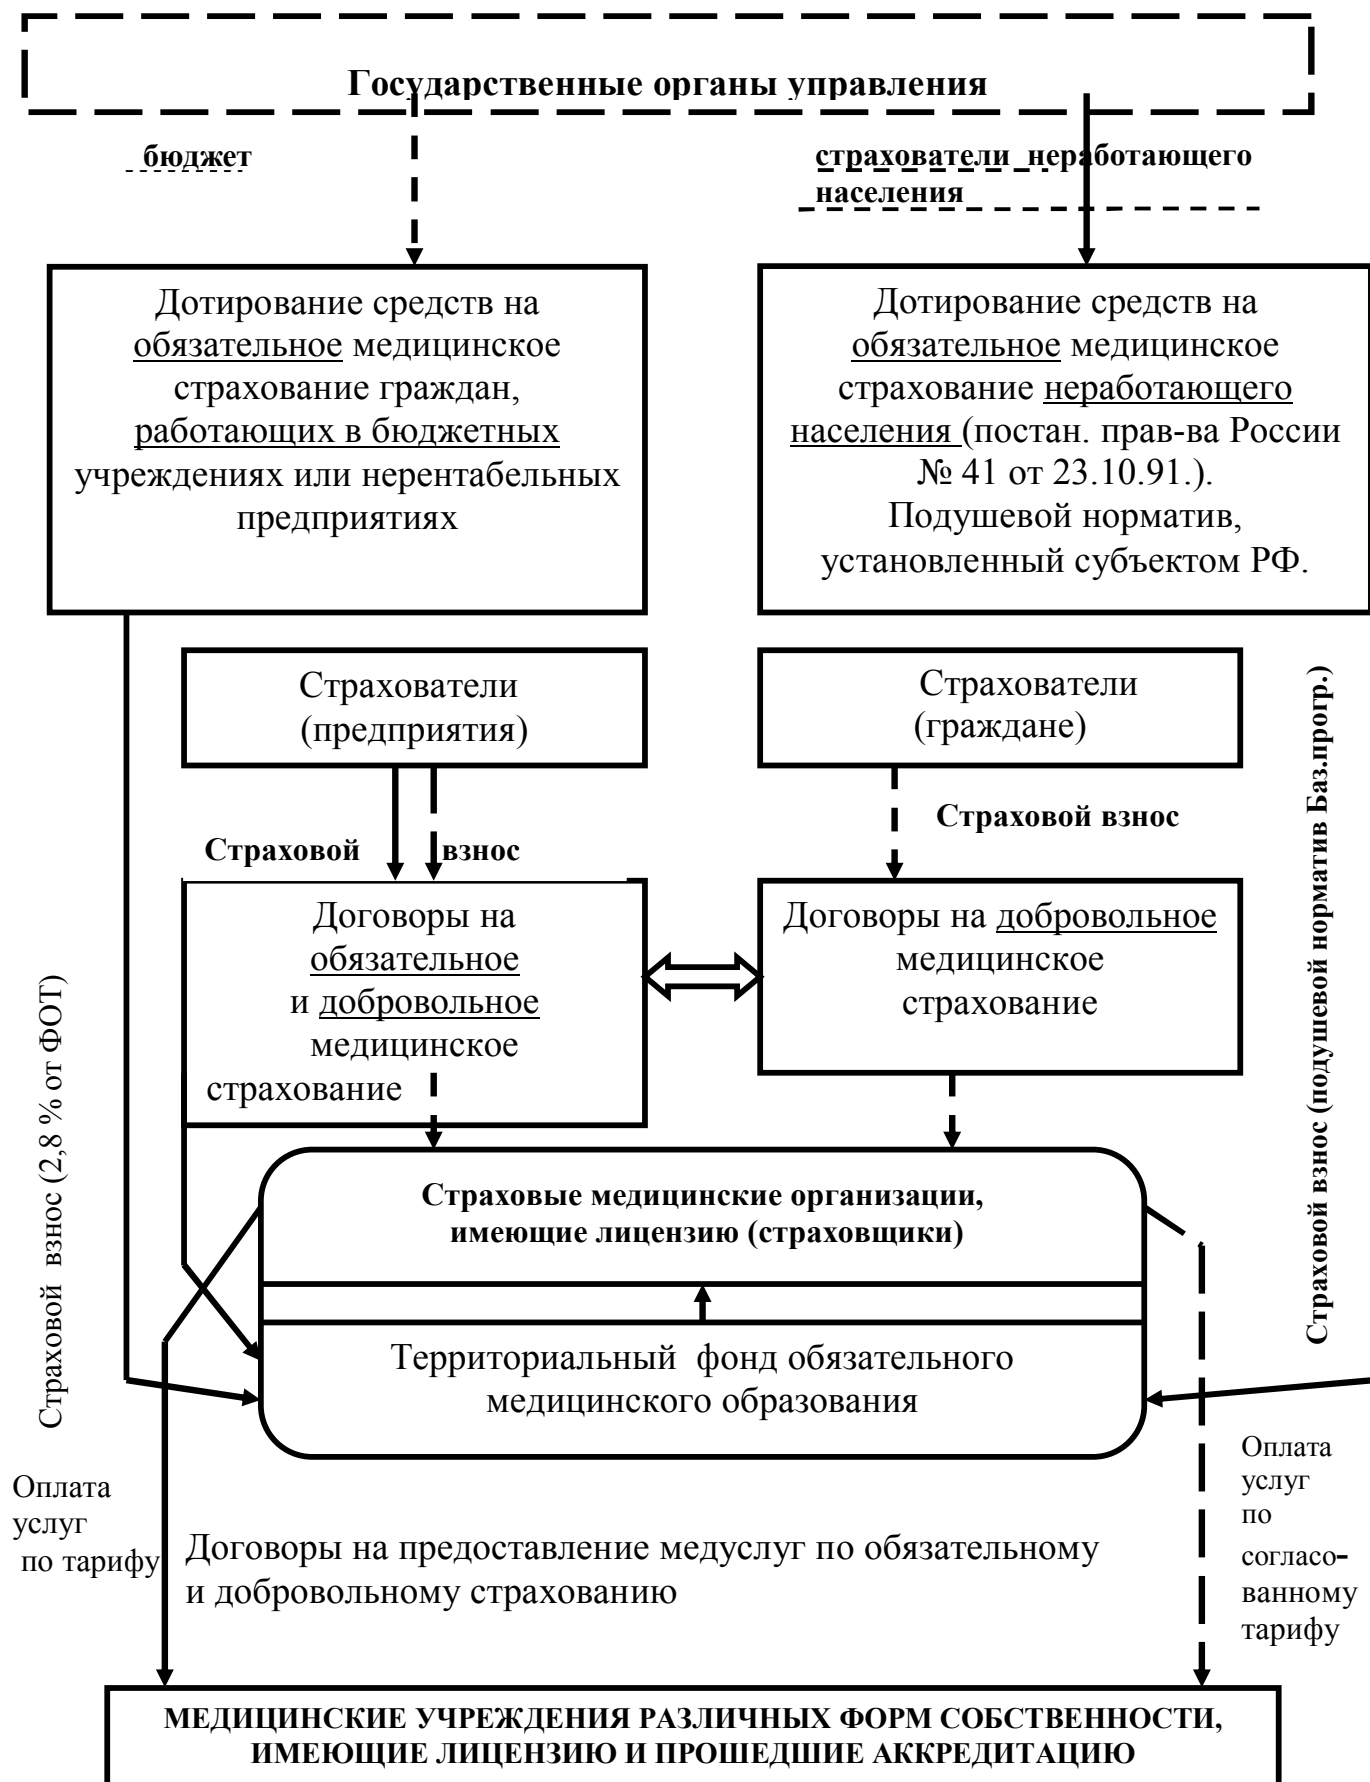 Государственные органы управления
бюджет
страхователи неработающего
населения
Дотирование средств на
обязательное медицинское
страхование граждан,
работающих в бюджетных
учреждениях или нерентабельных
предприятиях
Дотирование средств на
обязательное медицинское
страхование неработающего
населения (постан. прав-ва России
№ 41 от 23.10.91.).
Подушевой норматив,
установленный субъектом РФ.
Страхователи
(предприятия)
Страхователи
(граждане)
Страховой взнос
Страховой взнос
Договоры на
обязательное
и добровольное
медицинское
страхование
Договоры на добровольное
медицинское
страхование
Страховой взнос (2,8 % от ФОТ)
Страховой взнос (подушевой норматив Баз.прогр.)
Страховые медицинские организации,
имеющие лицензию (страховщики)
Территориальный фонд обязательного
медицинского образования
Оплата
услуг
по тарифу
Договоры на предоставление медуслуг по обязательному
и добровольному страхованию
Оплата
услуг
по
согласо-
ванному
тарифу
МЕДИЦИНСКИЕ УЧРЕЖДЕНИЯ РАЗЛИЧНЫХ ФОРМ СОБСТВЕННОСТИ,
ИМЕЮЩИЕ ЛИЦЕНЗИЮ И ПРОШЕДШИЕ АККРЕДИТАЦИЮ